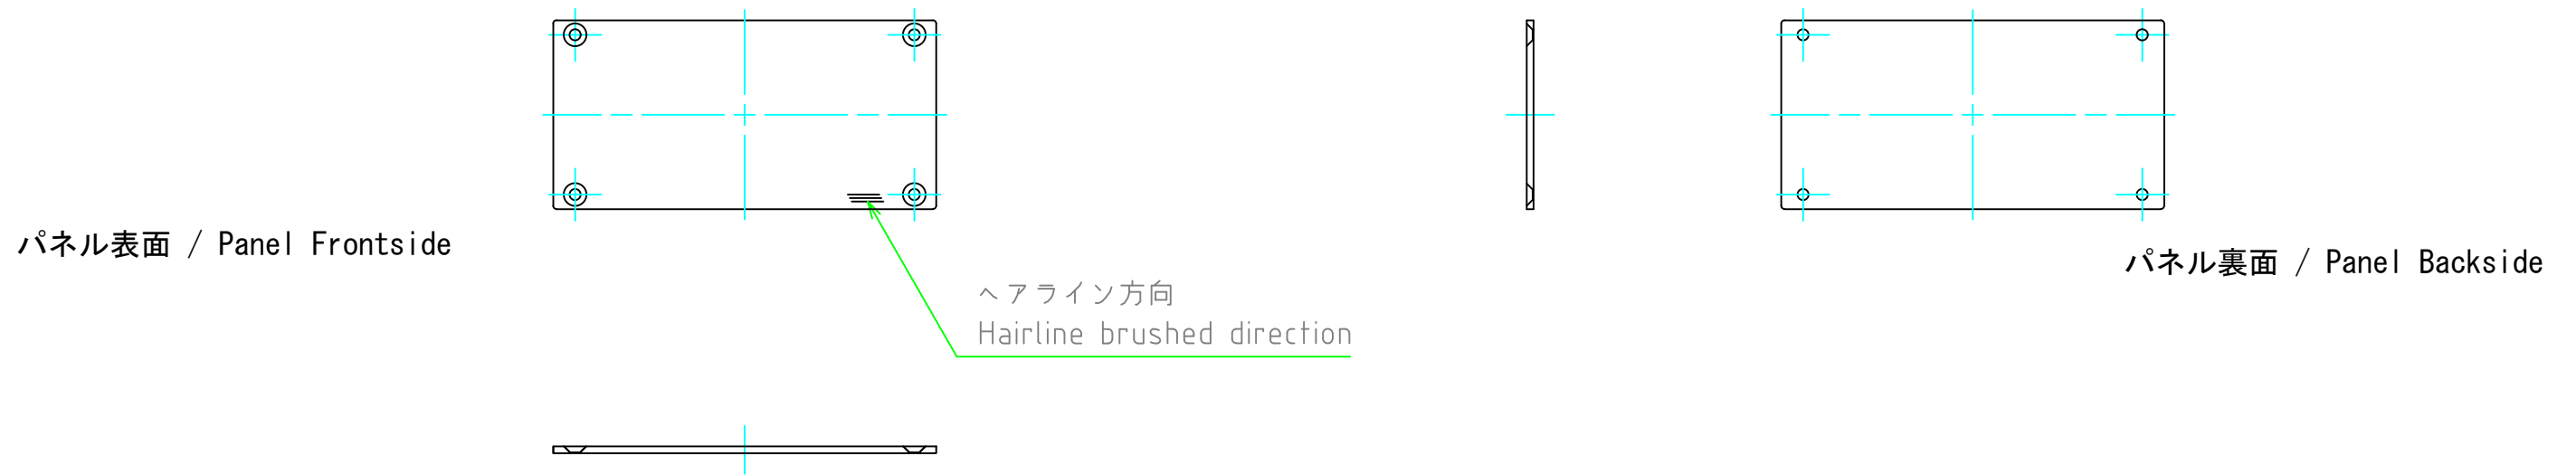 パネル表面 / Panel Frontside
パネル裏面 / Panel Backside
ヘアライン方向
Hairline brushed direction